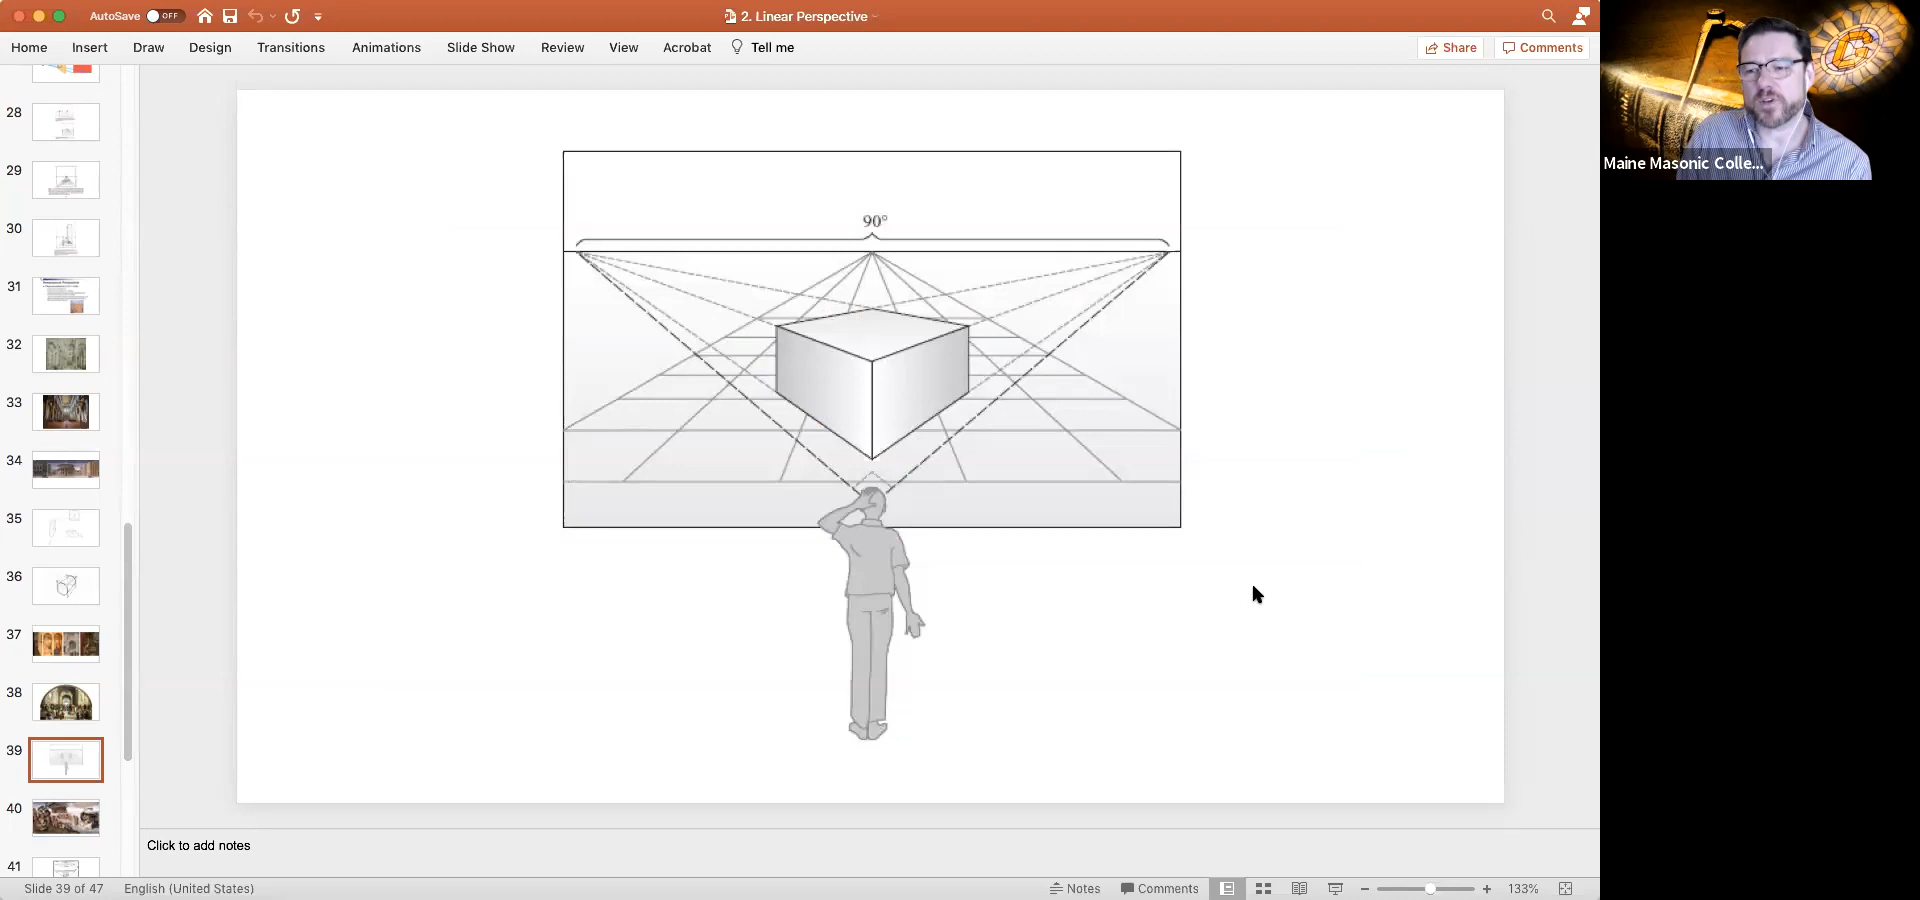 AutoSave OFF
2. Linear Perspective
Home Insert Draw Design Transitions Animations Slide Show Review View Acrobat Tell me
Share Comments
28
29
30
31
32
33
34
35
36
37
38
39
40
41
90°
Maine Masonic Colle...
Click to add notes
Slide 39 of 47 English (United States)
Notes Comments 133%